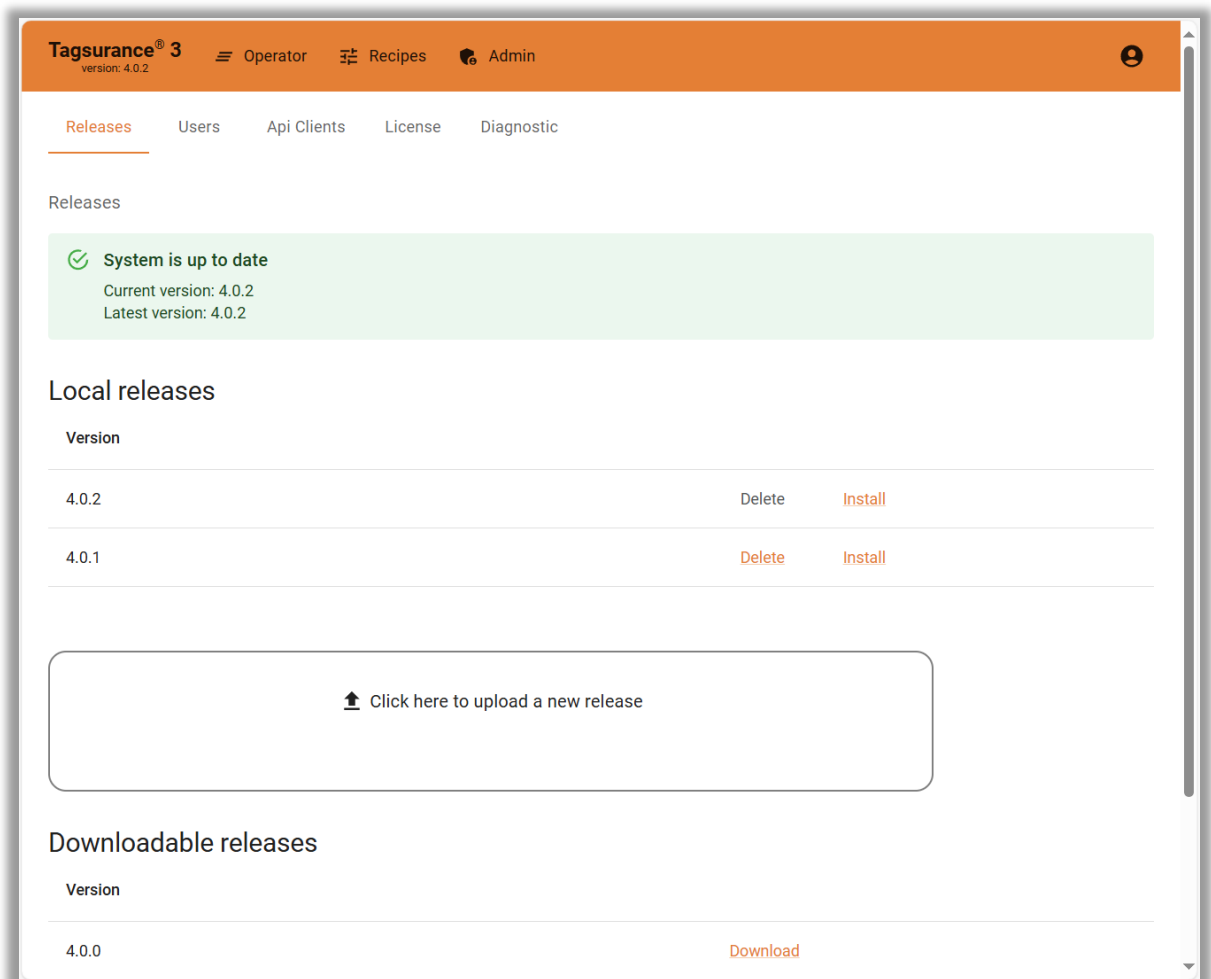 Tagsurance® 3
version: 4.0.2
Operator
Recipes
Admin
Releases
Users
Api Clients
License
Diagnostic
Releases
System is up to date
Current version: 4.0.2
Latest version: 4.0.2
Local releases
Version
4.0.2 Delete Install
4.0.1 Delete Install
Click here to upload a new release
Downloadable releases
Version
4.0.0 Download